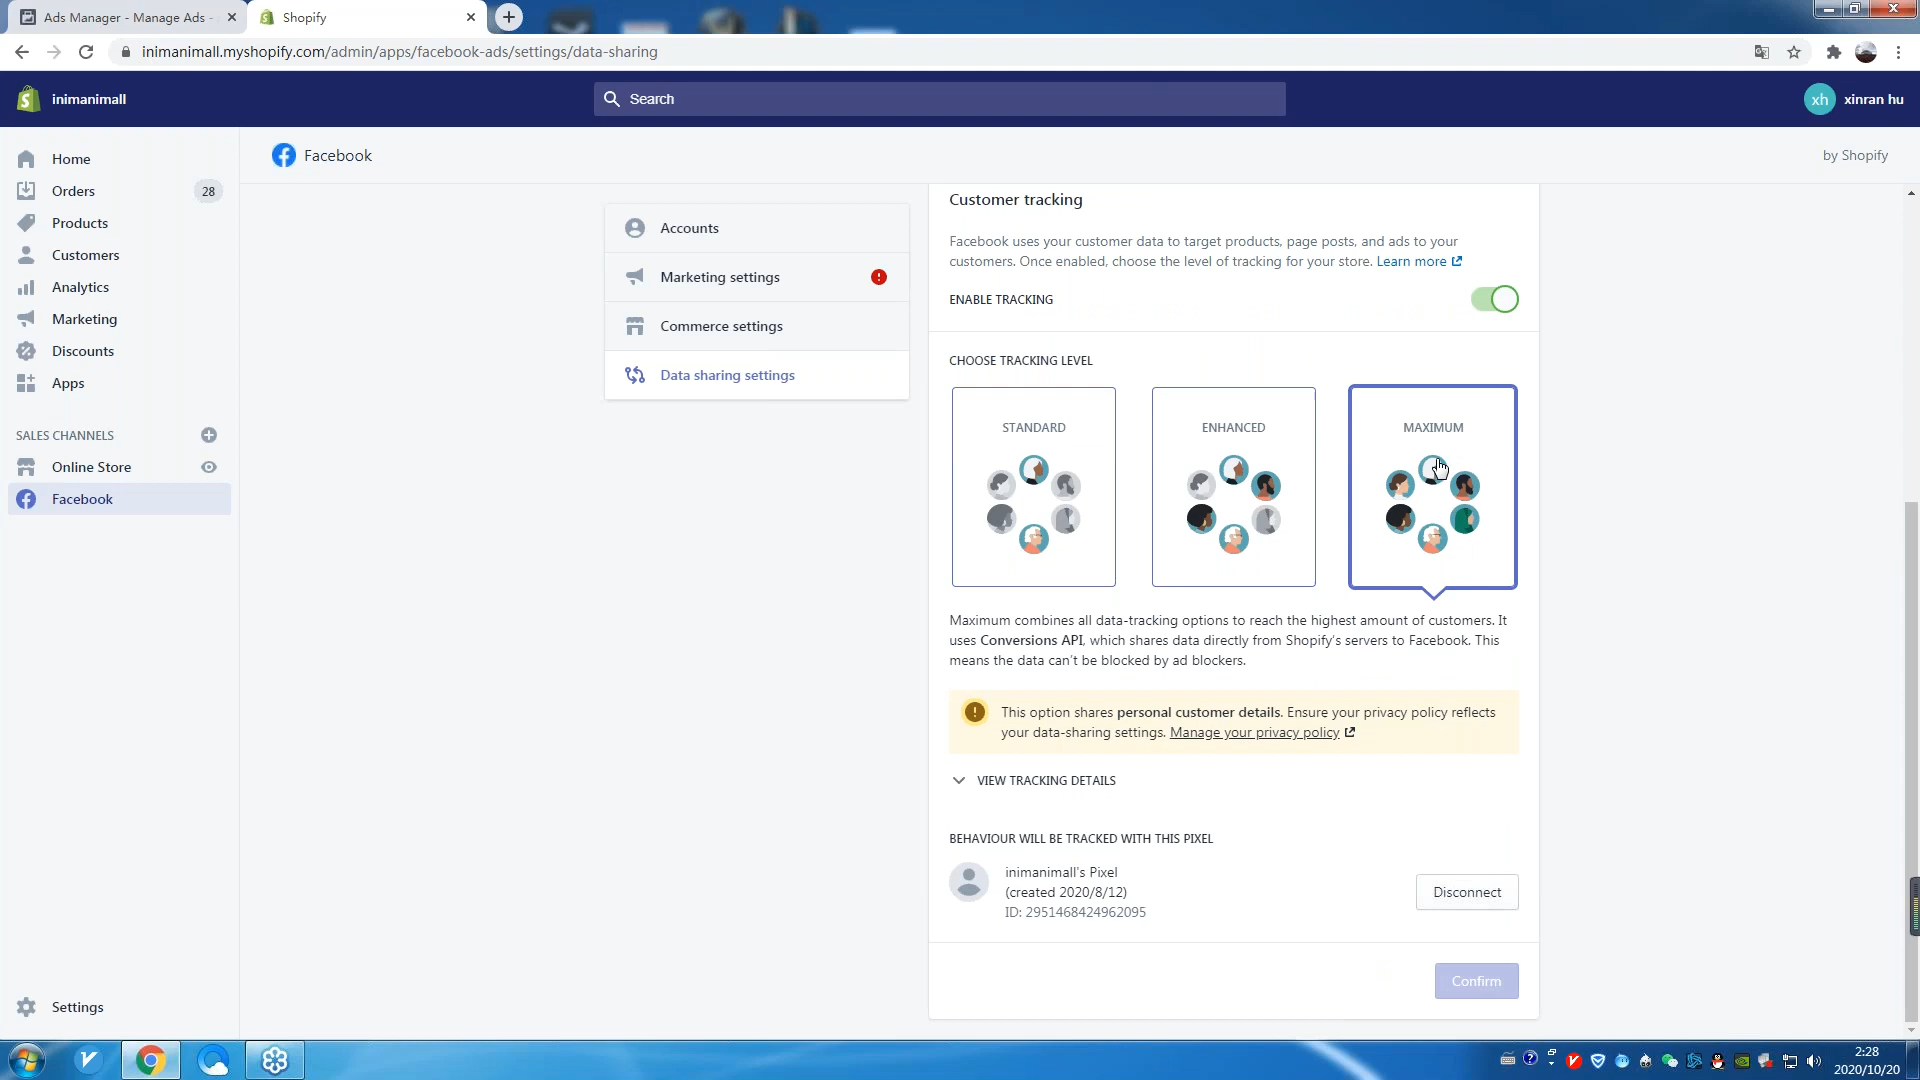 Ads Manager - Manage Ads -
Shopify
inimanimall.myshopify.com/admin/apps/facebook-ads/settings/data-sharing
inimanimall
Search
xh
xinran hu
Home
Orders
28
Products
Customers
Analytics
Marketing
Discounts
Apps
SALES CHANNELS
Online Store
Facebook
Settings
Facebook
by Shopify
Accounts
Marketing settings
Commerce settings
Data sharing settings
Customer tracking
Facebook uses your customer data to target products, page posts, and ads to your
customers. Once enabled, choose the level of tracking for your store. Learn more
ENABLE TRACKING
CHOOSE TRACKING LEVEL
STANDARD
ENHANCED
MAXIMUM
Maximum combines all data-tracking options to reach the highest amount of customers. It
uses Conversions API, which shares data directly from Shopify's servers to Facebook. This
means the data can't be blocked by ad blockers.
This option shares personal customer details. Ensure your privacy policy reflects
your data-sharing settings. Manage your privacy policy
VIEW TRACKING DETAILS
BEHAVIOUR WILL BE TRACKED WITH THIS PIXEL
inimanimall's Pixel
(created 2020/8/12)
ID: 2951468424962095
Disconnect
Confirm
2:28
2020/10/20